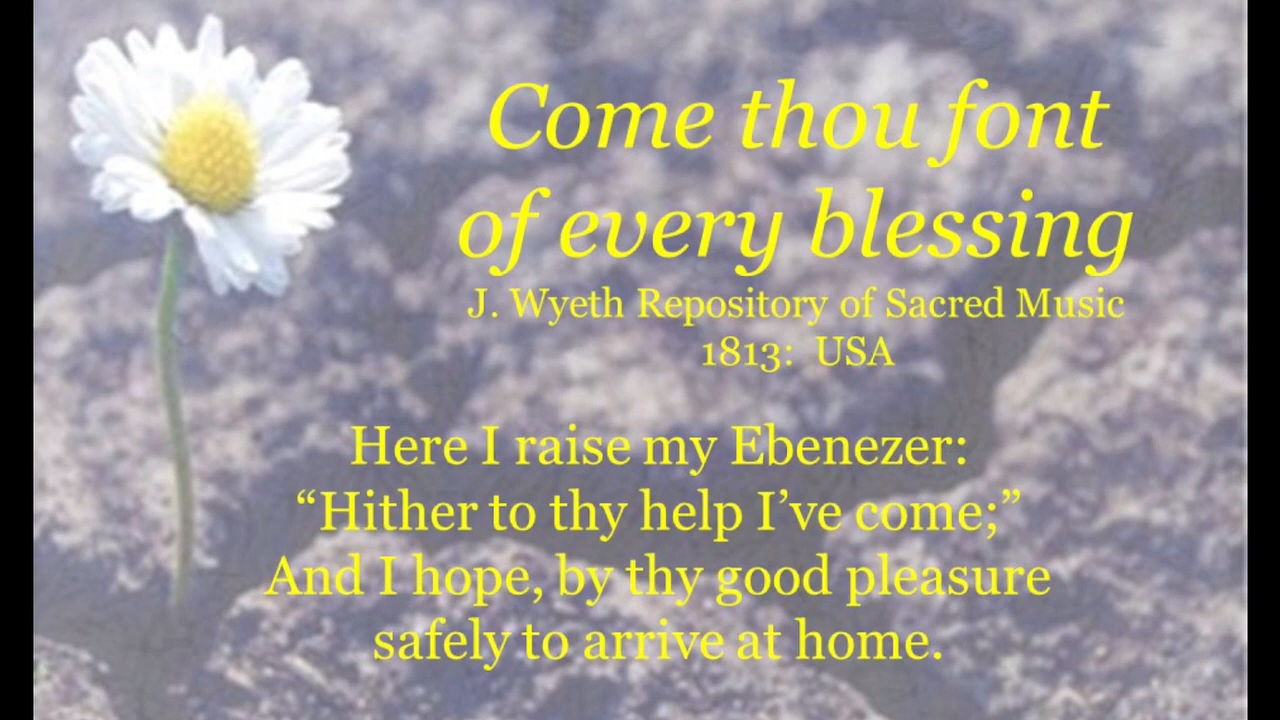 Come thou font
of every blessing
J. Wyeth Repository of Sacred Music
1813:  USA
Here I raise my Ebenezer:
“Hither to thy help I’ve come;”
And I hope, by thy good pleasure
safely to arrive at home.